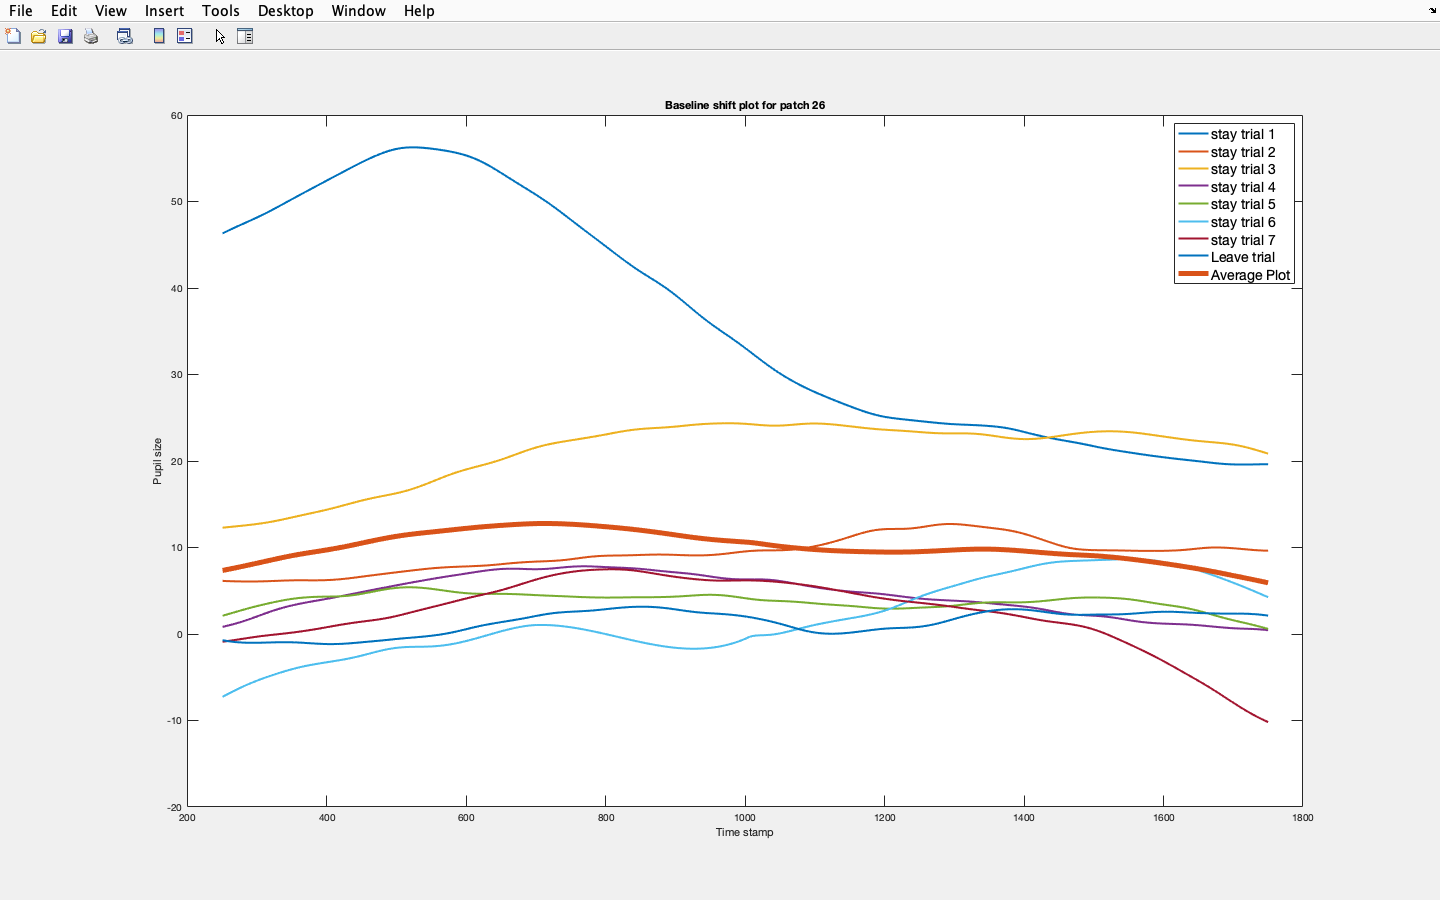 File Edit View Insert Tools Desktop Window Help
Baseline shift plot for patch 26
60
50
40
30
20
10
0
-10
-20
Pupil size
stay trial 1
stay trial 2
stay trial 3
stay trial 4
stay trial 5
stay trial 6
stay trial 7
Leave trial
Average Plot
200 400 600 800 1000 1200 1400 1600 1800
Time stamp